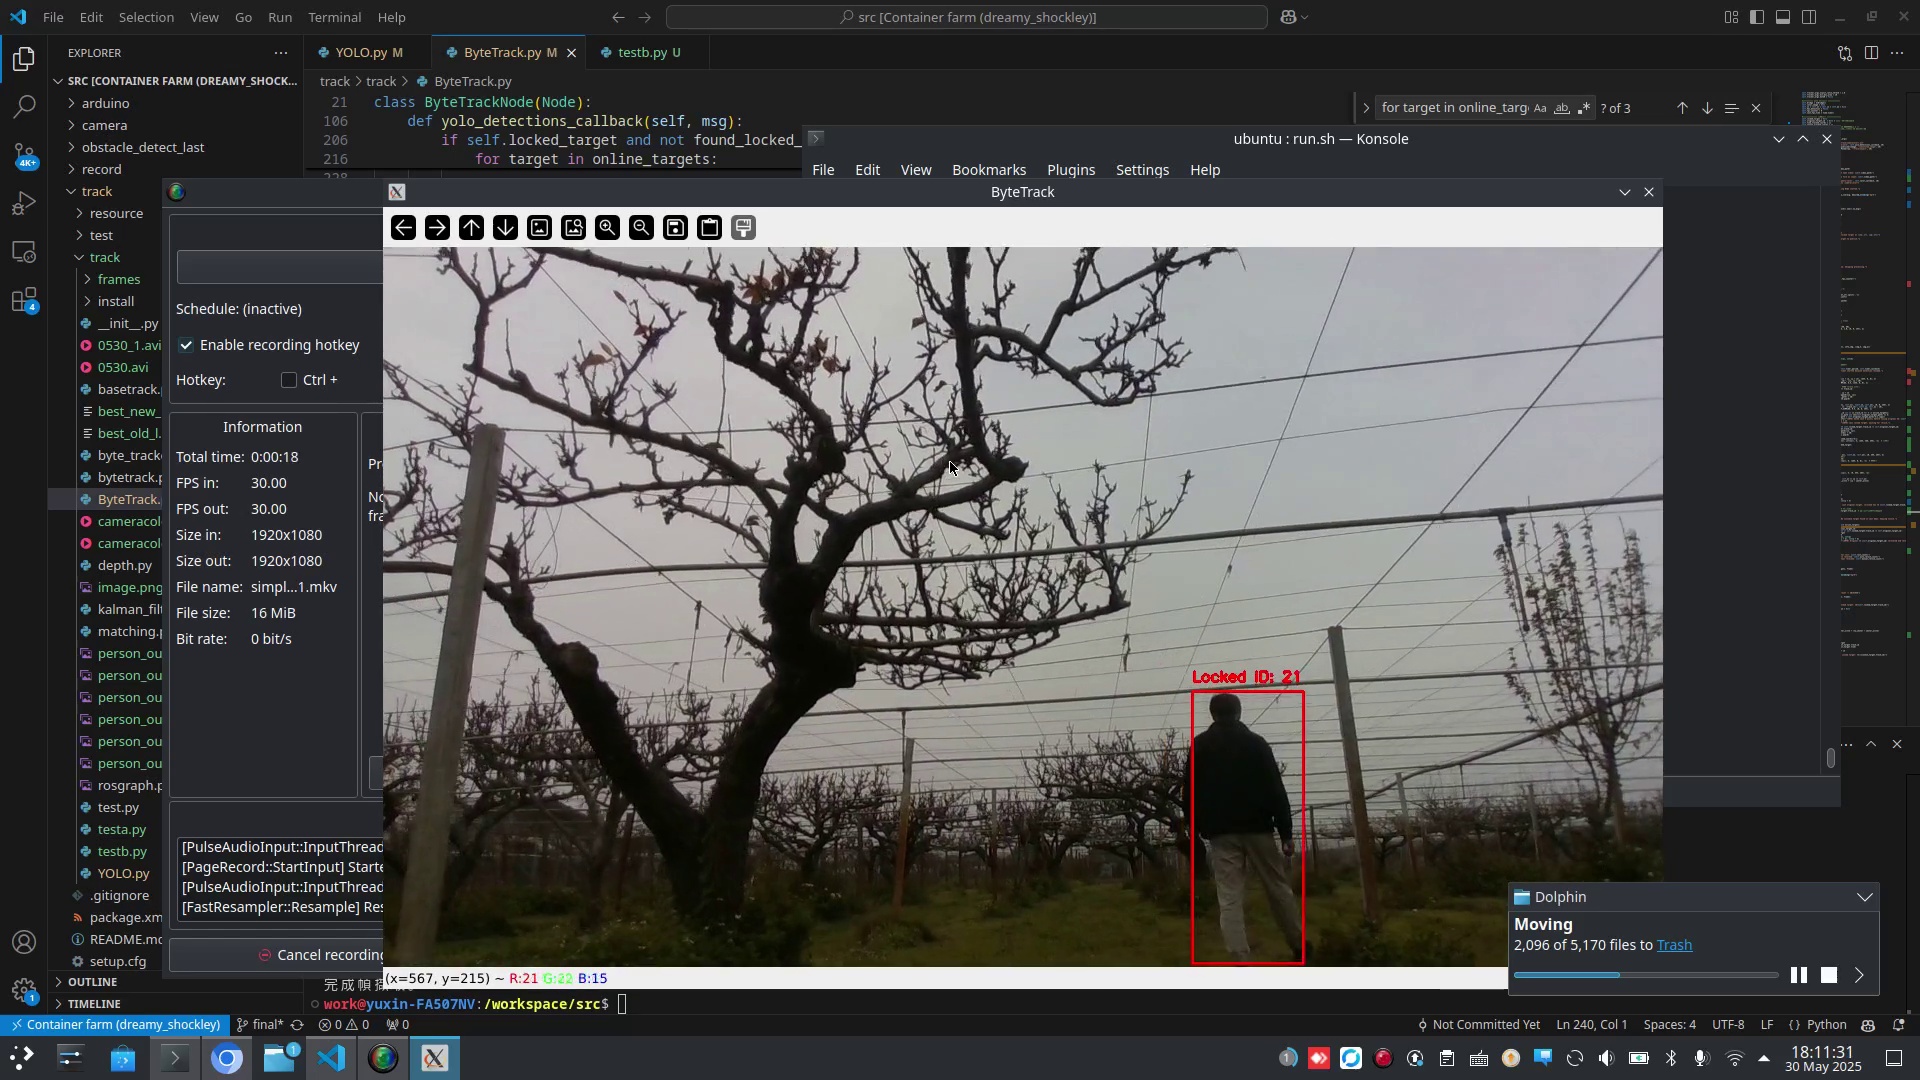 File Edit Selection View Go Run Terminal Help
src [Container farm (dreamy_shockley)]
EXPLORER
YOLO.py M
ByteTrack.py M
testb.py U
SRC [CONTAINER FARM (DREAMY_SHOCK...
track > track > ByteTrack.py
arduino
camera
obstacle_detect_last
record
track
resource
test
track
frames
install
__init__.py
0530_1.avi
0530.avi
basetrack.
best_new_
best_old_l.
byte_track
bytetrack.p
ByteTrack.
cameracol
cameracol
depth.py
image.png
kalman_filt
matching.p
person_ou
person_ou
person_ou
person_ou
person_ou
person_ou
rosgraph.p
test.py
testa.py
testb.py
YOLO.py
.gitignore
package.xm
README.md
setup.cfg
OUTLINE
TIMELINE
4K+
4
1
21 class ByteTrackNode(Node):
106 def yolo_detections_callback(self, msg):
206 if self.locked_target and not found_locked_
216 for target in online_targets:
for target in online_targ
Aa ab .*
? of 3
ubuntu : run.sh — Konsole
File Edit View Bookmarks Plugins Settings Help
ByteTrack
Schedule: (inactive)
Enable recording hotkey
Hotkey: Ctrl +
Information
Total time: 0:00:18
FPS in: 30.00
FPS out: 30.00
Size in: 1920x1080
Size out: 1920x1080
File name: simpl...1.mkv
File size: 16 MiB
Bit rate: 0 bit/s
Pr
No
fra
[PulseAudioInput::InputThread
[PageRecord::StartInput] Starte
[PulseAudioInput::InputThread
[FastResampler::Resample] Res
Cancel recording
Locked ID: 21
(x=567, y=215) ~ R:21 G:22 B:15
work@yuxin-FA507NV:/workspace/src$
Dolphin
Moving
2,096 of 5,170 files to Trash
Container farm (dreamy_shockley)
final*
0 0
0
Not Committed Yet
Ln 240, Col 1
Spaces: 4
UTF-8
LF
{} Python
1
1
18:11:31
30 May 2025